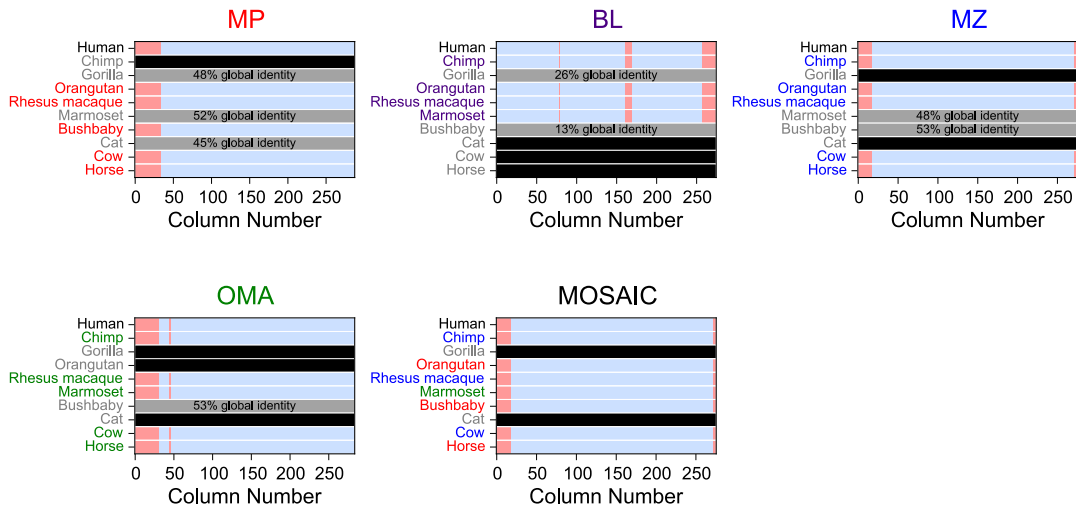 MP
Human
Chimp
Gorilla
48% global identity
Orangutan
Rhesus macaque
Marmoset
52% global identity
Bushbaby
Cat
45% global identity
Cow
Horse
0 50 100 150 200 250
Column Number
BL
Human
Chimp
Gorilla
26% global identity
Orangutan
Rhesus macaque
Marmoset
Bushbaby
13% global identity
Cat
Cow
Horse
0 50 100 150 200 250
Column Number
MZ
Human
Chimp
Gorilla
Orangutan
Rhesus macaque
Marmoset
48% global identity
Bushbaby
53% global identity
Cat
Cow
Horse
0 50 100 150 200 250
Column Number
OMA
Human
Chimp
Gorilla
Orangutan
Rhesus macaque
Marmoset
Bushbaby
53% global identity
Cat
Cow
Horse
0 50 100 150 200 250
Column Number
MOSAIC
Human
Chimp
Gorilla
Orangutan
Rhesus macaque
Marmoset
Bushbaby
Cat
Cow
Horse
0 50 100 150 200 250
Column Number